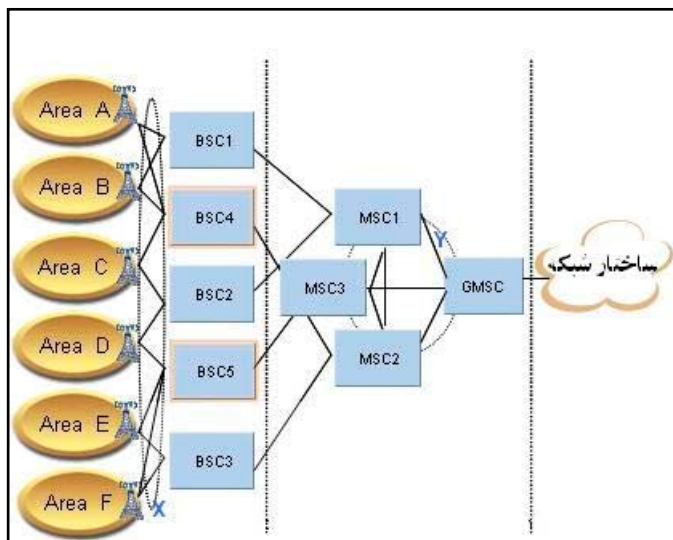 Area A
Area B
Area C
Area D
Area E
Area F
X
BSC1
BSC4
BSC2
BSC5
BSC3
MSC1
MSC3
MSC2
Y
GMSC
ساختار شبکه